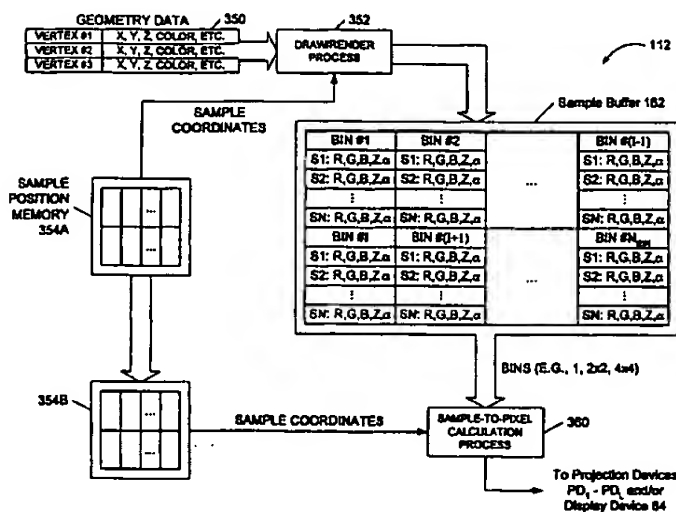 GEOMETRY DATA
350
VERTEX #1 X, Y, Z, COLOR, ETC.
VERTEX #2 X, Y, Z, COLOR, ETC.
VERTEX #3 X, Y, Z, COLOR, ETC.
352
DRAW/RENDER
PROCESS
112
SAMPLE
COORDINATES
Sample Buffer 162
SAMPLE
POSITION
MEMORY
354A
...
...
BIN #1 BIN #2 BIN #(I-1)
S1: R,G,B,Z,α S1: R,G,B,Z,α S1: R,G,B,Z,α
S2: R,G,B,Z,α S2: R,G,B,Z,α ... S2: R,G,B,Z,α
⋮ ⋮ ⋮
SN: R,G,B,Z,α SN: R,G,B,Z,α SN: R,G,B,Z,α
BIN #I BIN #(I+1)
S1: R,G,B,Z,α S1: R,G,B,Z,α S1: R,G,B,Z,α
S2: R,G,B,Z,α S2: R,G,B,Z,α ... S2: R,G,B,Z,α
⋮ ⋮ ⋮
SN: R,G,B,Z,α SN: R,G,B,Z,α SN: R,G,B,Z,α
BINS (E.G., 1, 2x2, 4x4)
354B
...
...
SAMPLE COORDINATES
SAMPLE-TO-PIXEL
CALCULATION
PROCESS
360
To Projection Devices
PD₁ - PD_L and/or
Display Device 84